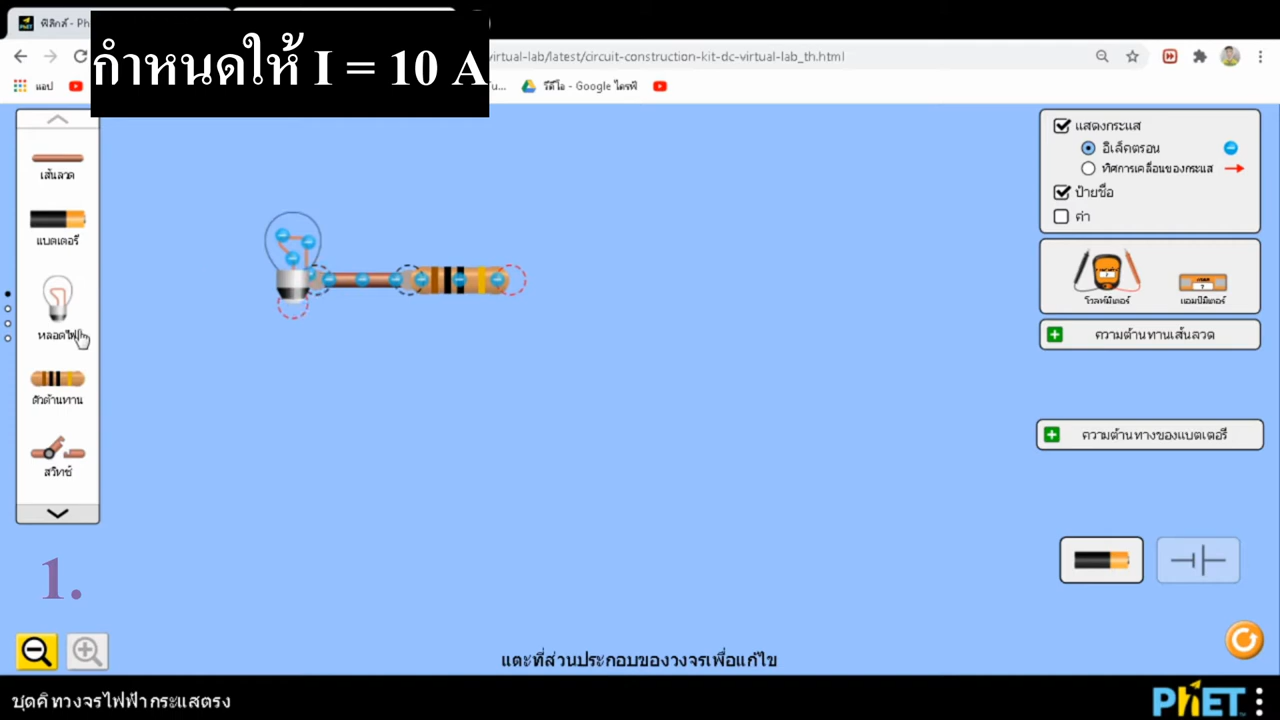 ฟิสิกส์ - Ph
กำหนดให้ I = 10 A
virtual-lab/latest/circuit-construction-kit-dc-virtual-lab_th.html
แอป
วีดีโอ - Google ไดรฟ์
เส้นลวด
แบตเตอรี่
หลอดไฟ
ตัวต้านทาน
สวิทซ์
แสดงกระแส
อิเล็คตรอน
ทิศการเคลื่อนของกระแส
ป้ายชื่อ
ค่า
โวลท์มิเตอร์
แอมป์มิเตอร์
ความต้านทานเส้นลวด
ความต้านทางของแบตเตอรี่
1.
แตะที่ส่วนประกอบของวงจรเพื่อแก้ไข
ชุดคิทวงจรไฟฟ้ากระแสตรง
PhET